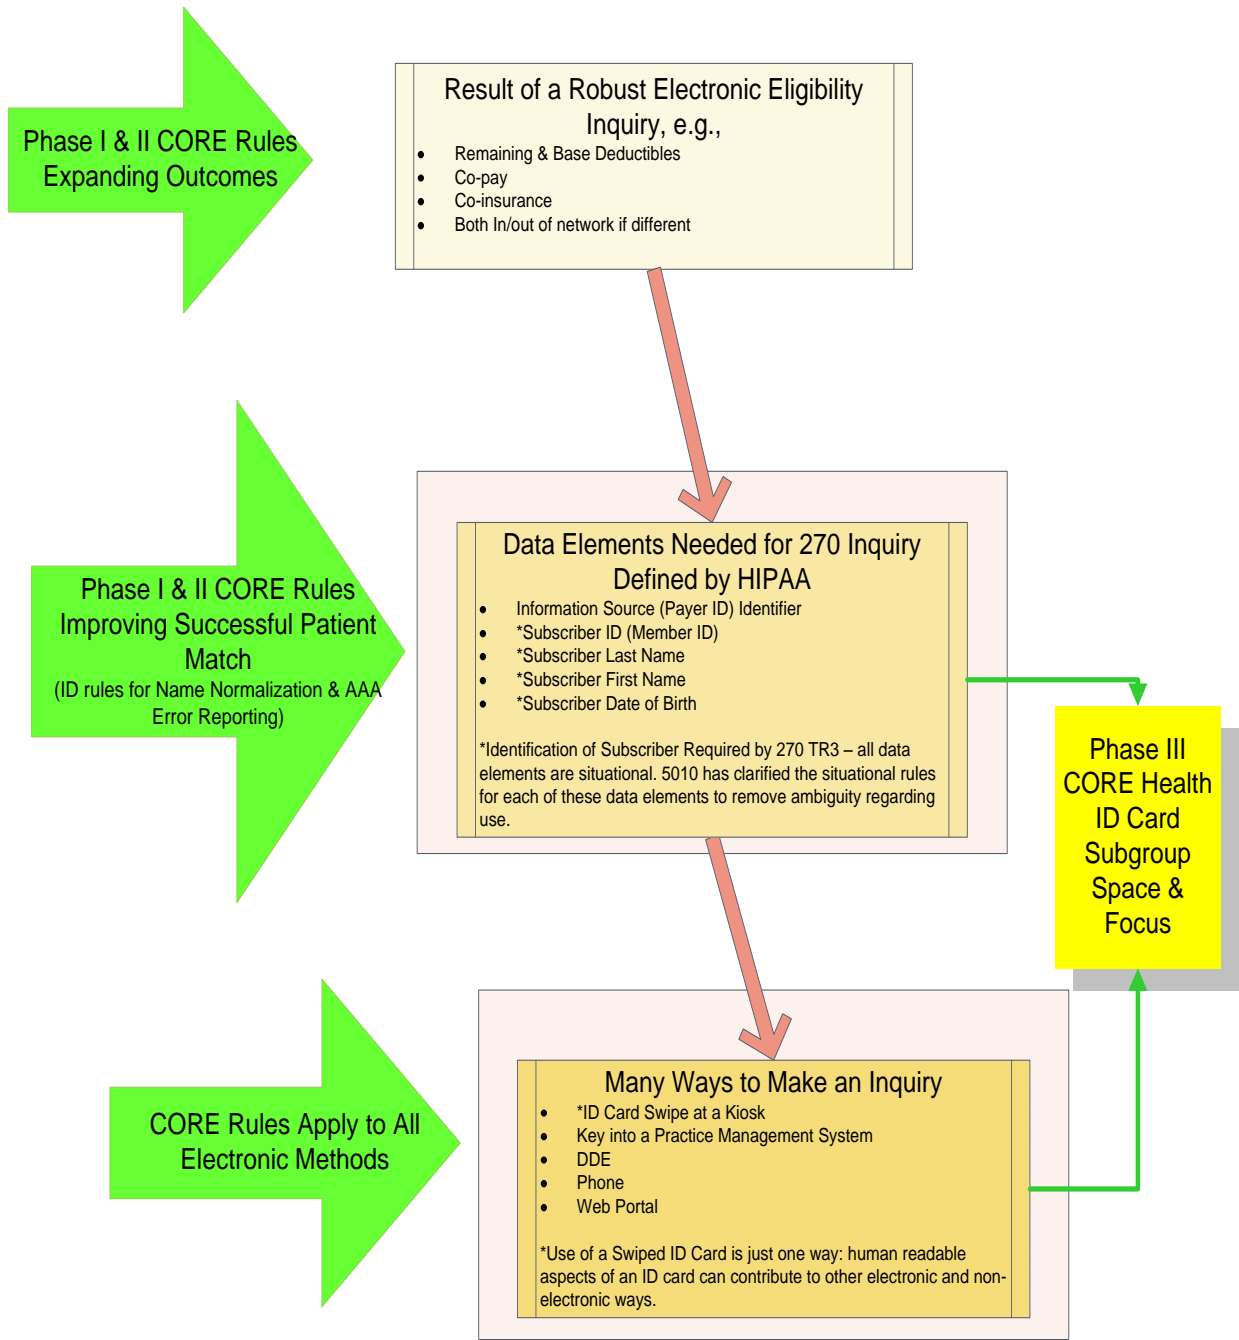 Phase I & II CORE Rules
Expanding Outcomes
Result of a Robust Electronic Eligibility
Inquiry, e.g.,
• Remaining & Base Deductibles
• Co-pay
• Co-insurance
• Both In/out of network if different
Phase I & II CORE Rules
Improving Successful Patient
Match
(ID rules for Name Normalization & AAA
Error Reporting)
Data Elements Needed for 270 Inquiry
Defined by HIPAA
• Information Source (Payer ID) Identifier
• *Subscriber ID (Member ID)
• *Subscriber Last Name
• *Subscriber First Name
• *Subscriber Date of Birth
*Identification of Subscriber Required by 270 TR3 – all data
elements are situational. 5010 has clarified the situational rules
for each of these data elements to remove ambiguity regarding
use.
Phase III
CORE Health
ID Card
Subgroup
Space &
Focus
CORE Rules Apply to All
Electronic Methods
Many Ways to Make an Inquiry
• *ID Card Swipe at a Kiosk
• Key into a Practice Management System
• DDE
• Phone
• Web Portal
*Use of a Swiped ID Card is just one way: human readable
aspects of an ID card can contribute to other electronic and non-
electronic ways.